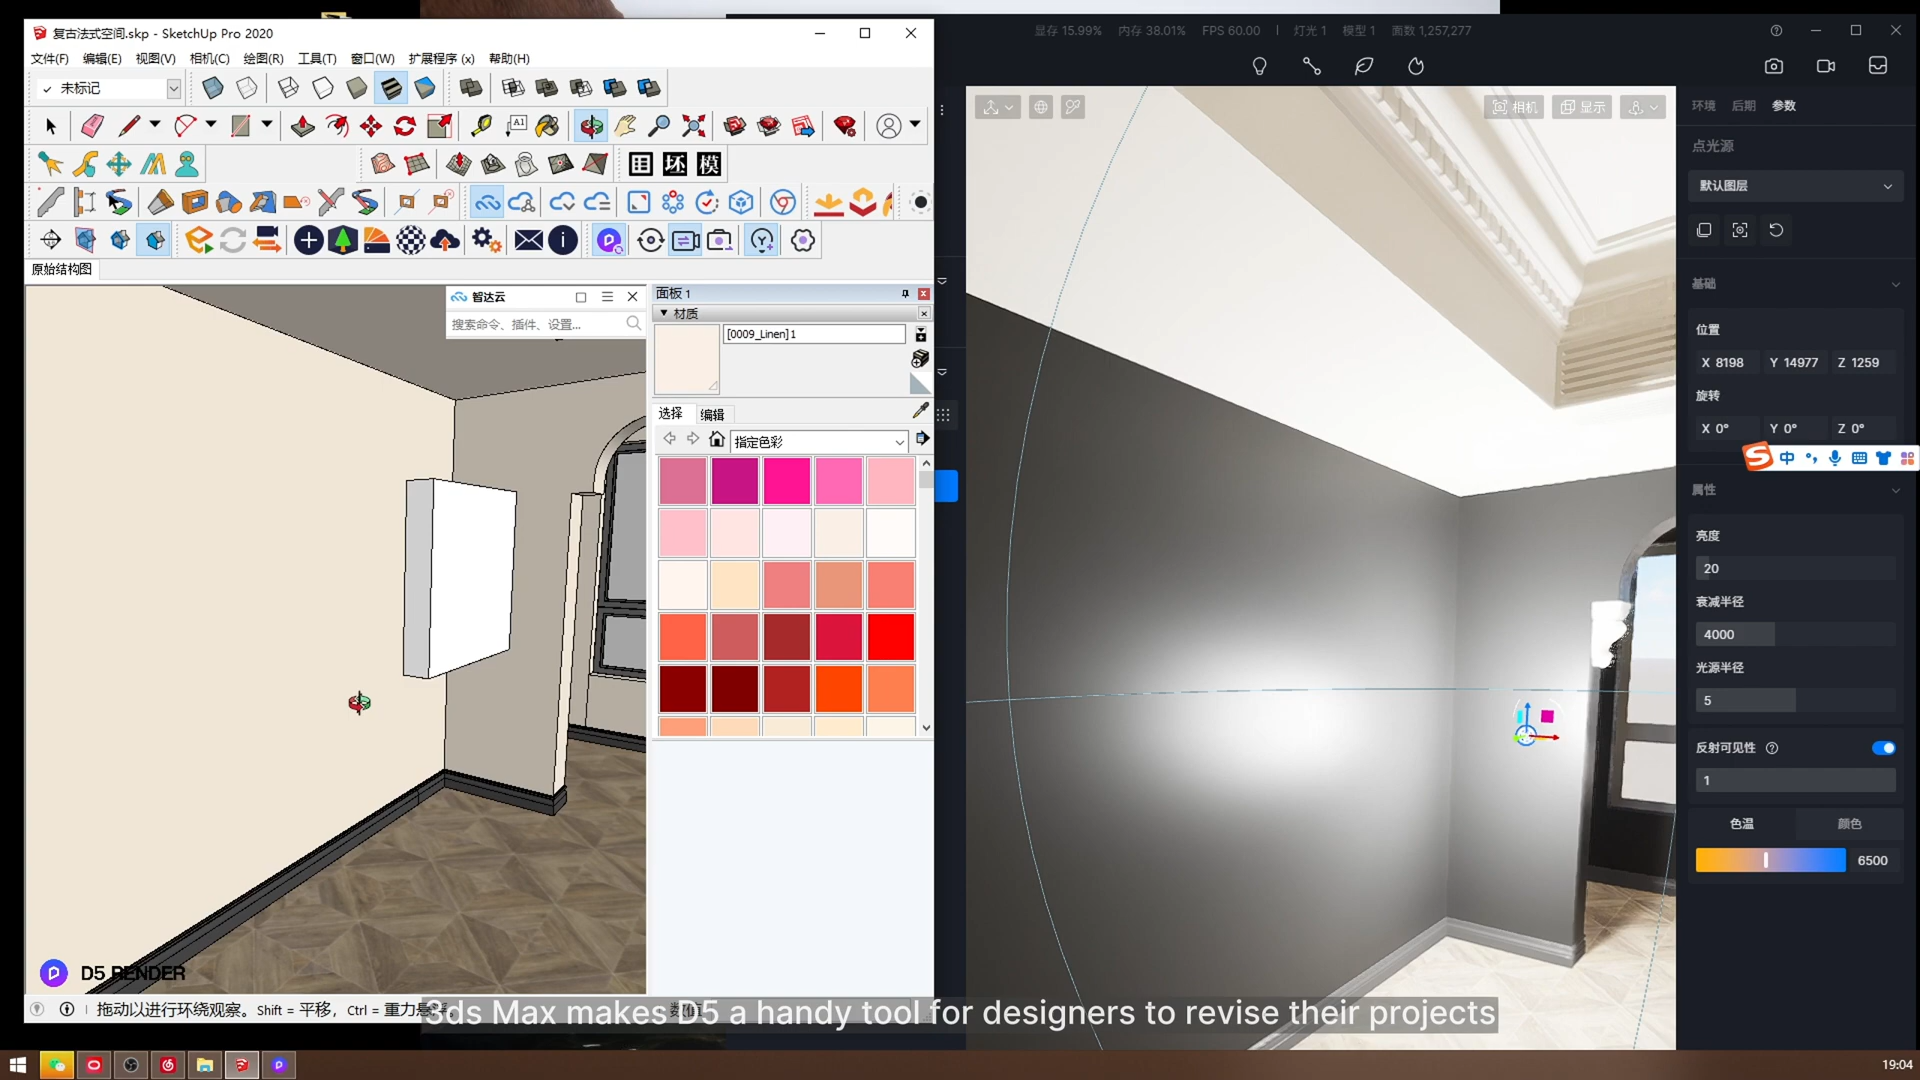 复古法式空间.skp - SketchUp Pro 2020
文件(F) 编辑(E) 视图(V) 相机(C) 绘图(R) 工具(T) 窗口(W) 扩展程序 (x) 帮助(H)
未标记
A1
坯 模
原始结构图
智达云
搜索命令、插件、设置...
面板 1
材质
[0009_Linen]1
选择 编辑
指定色彩
D5 RENDER
拖动以进行环绕观察。Shift = 平移，Ctrl = 重力悬
数值
显存 15.99% 内存 38.01% FPS 60.00 灯光 1 模型 1 面数 1,257,277
相机 显示
环境 后期 参数
点光源
默认图层
基础
位置
X 8198 Y 14977 Z 1259
旋转
X 0° Y 0° Z 0°
中
属性
亮度
20
衰减半径
4000
光源半径
5
反射可见性
1
色温 颜色
6500
3ds Max makes D5 a handy tool for designers to revise their projects
19:04